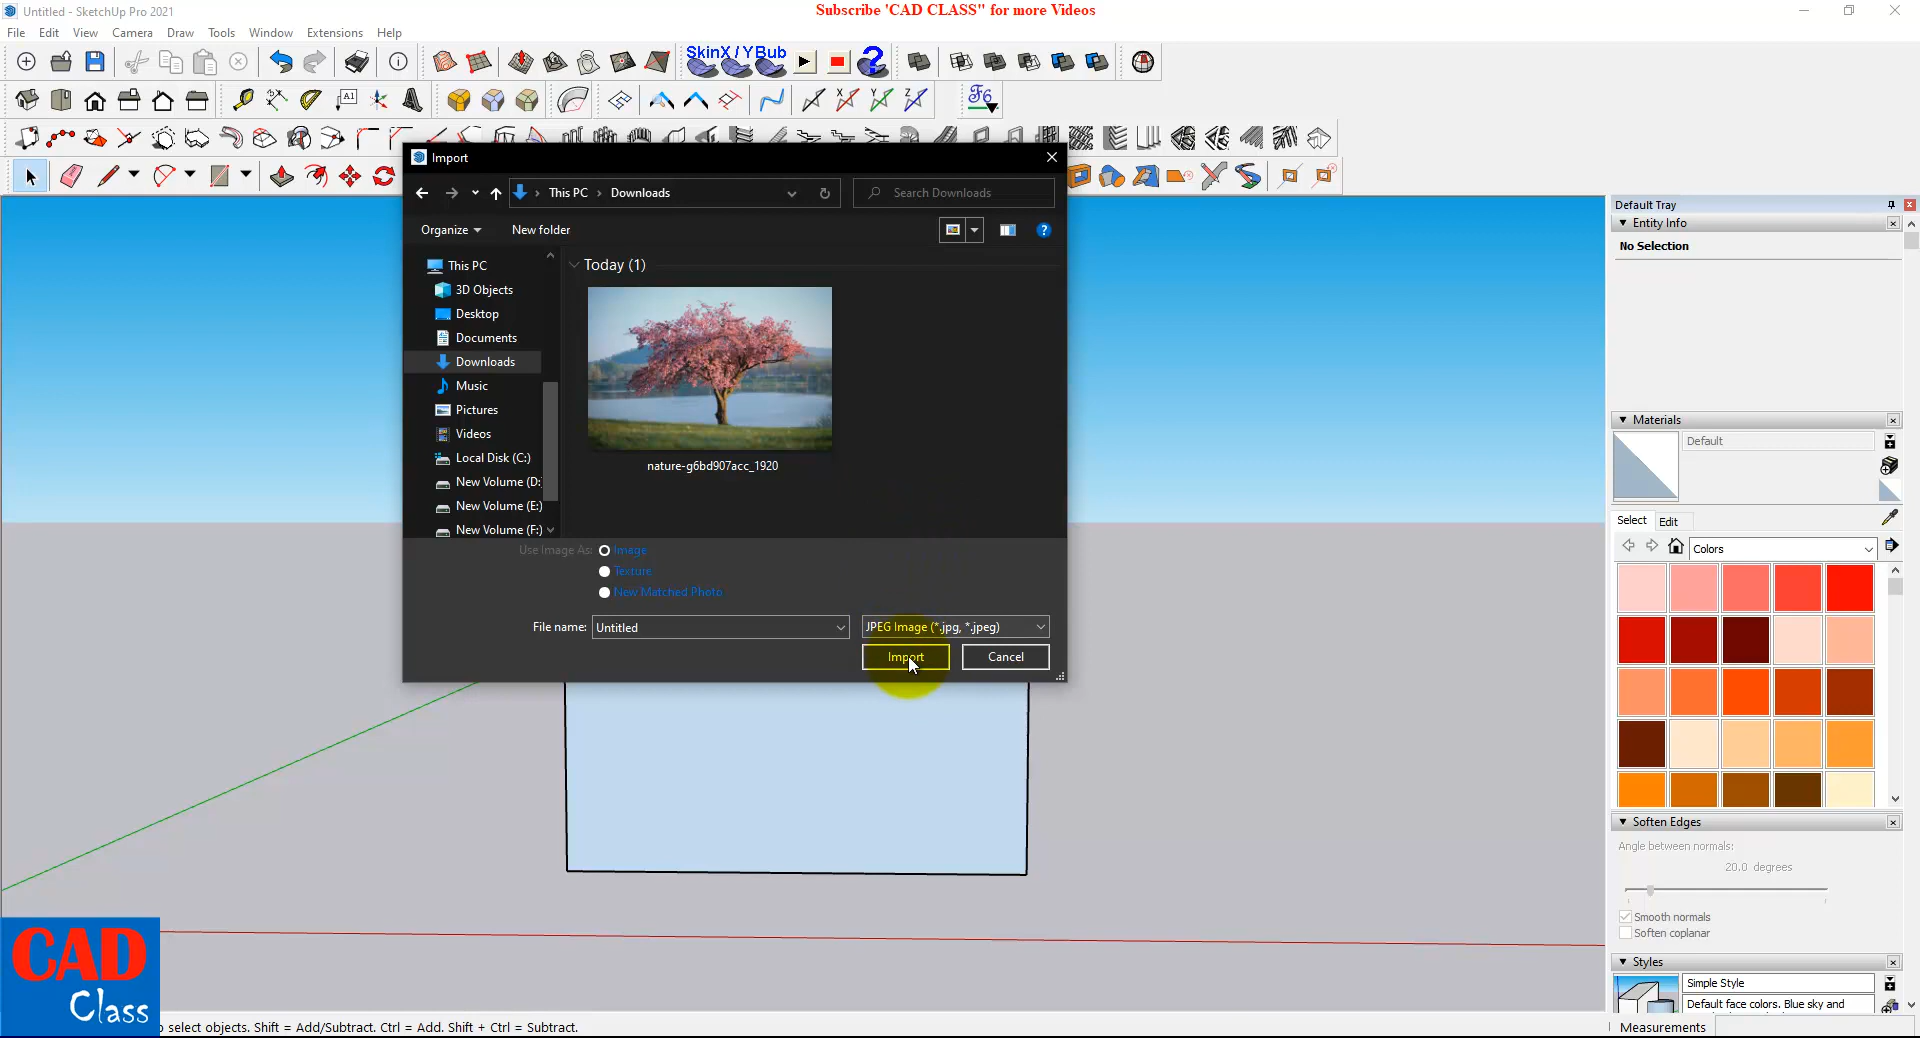 Untitled - SketchUp Pro 2021
Subscribe 'CAD CLASS" for more Videos
File Edit View Camera Draw Tools Window Extensions Help
SkinX / YBub
A1
X Y Z
F6
Import
This PC › Downloads
Search Downloads
Organize
New folder
This PC
3D Objects
Desktop
Documents
Downloads
Music
Pictures
Videos
Local Disk (C:)
New Volume (D:
New Volume (E:)
New Volume (F:)
Today (1)
nature-g6bd907acc_1920
Use Image As:
Image
Texture
New Matched Photo
File name: Untitled
JPEG Image (*.jpg, *.jpeg)
Import
Cancel
Default Tray
Entity Info
No Selection
Materials
Default
Select Edit
Colors
Soften Edges
Angle between normals:
20.0 degrees
Smooth normals
Soften coplanar
Styles
Simple Style
Default face colors. Blue sky and
CAD
Class
select objects. Shift = Add/Subtract. Ctrl = Add. Shift + Ctrl = Subtract.
Measurements